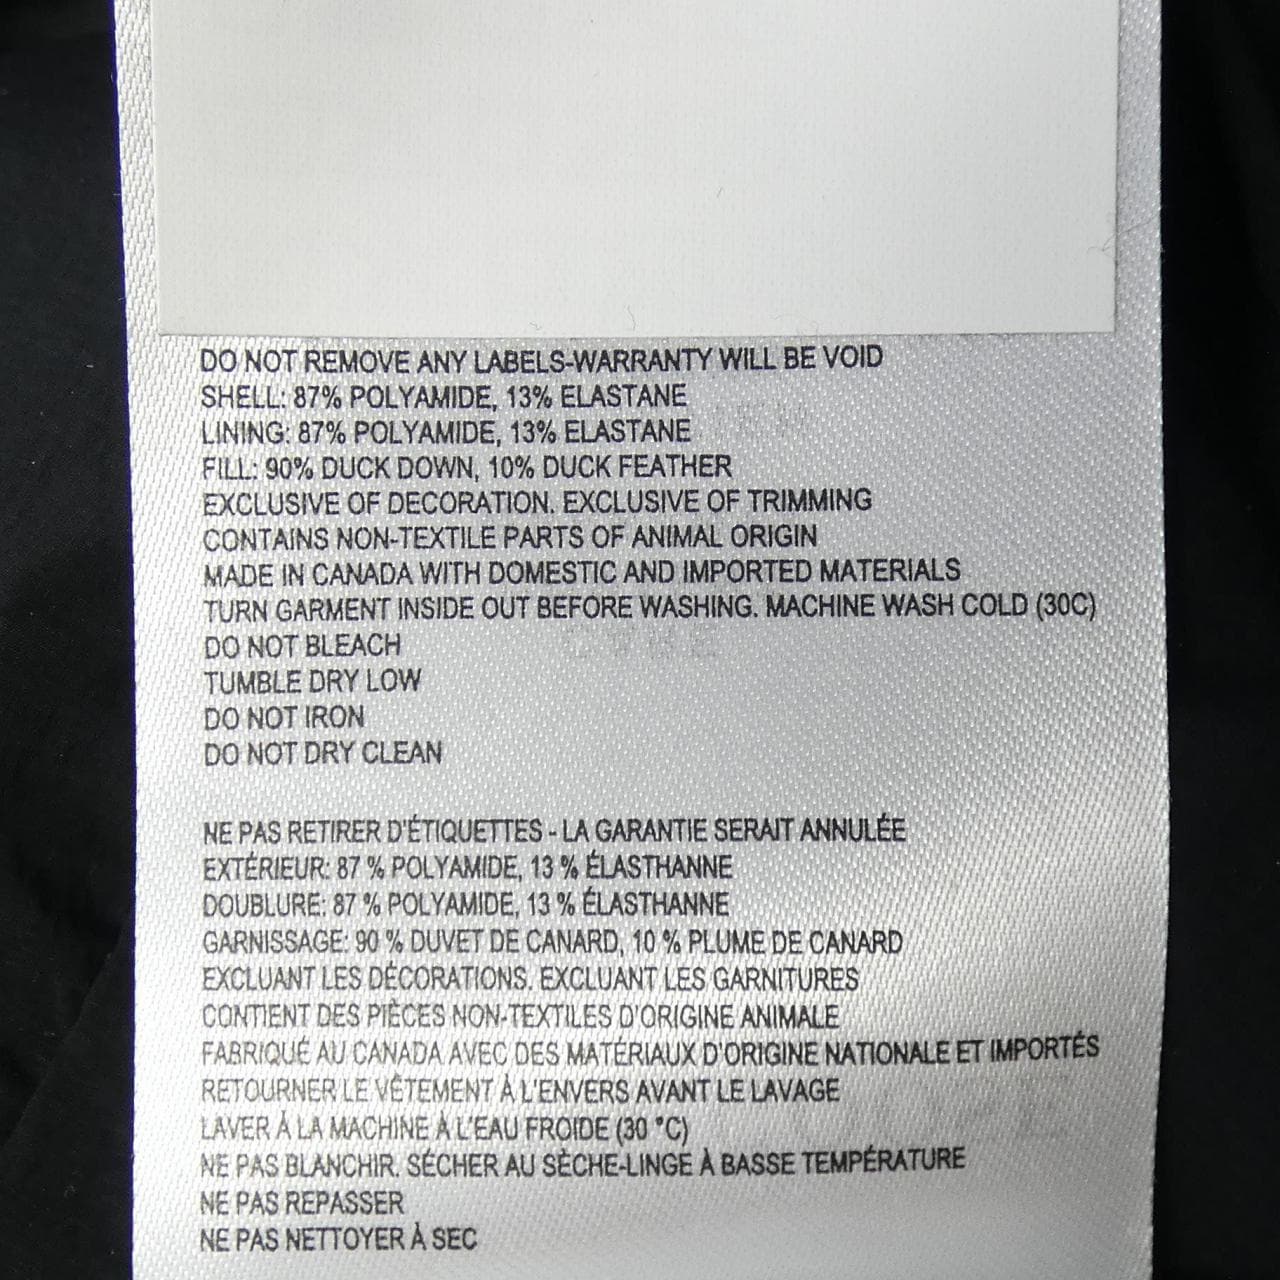 DO NOT REMOVE ANY LABELS-WARRANTY WILL BE VOID
SHELL: 87% POLYAMIDE, 13% ELASTANE
LINING: 87% POLYAMIDE, 13% ELASTANE
FILL: 90% DUCK DOWN, 10% DUCK FEATHER
EXCLUSIVE OF DECORATION. EXCLUSIVE OF TRIMMING
CONTAINS NON-TEXTILE PARTS OF ANIMAL ORIGIN
MADE IN CANADA WITH DOMESTIC AND IMPORTED MATERIALS
TURN GARMENT INSIDE OUT BEFORE WASHING. MACHINE WASH COLD (30C)
DO NOT BLEACH
TUMBLE DRY LOW
DO NOT IRON
DO NOT DRY CLEAN
NE PAS RETIRER D'ÉTIQUETTES - LA GARANTIE SERAIT ANNULÉE
EXTÉRIEUR: 87 % POLYAMIDE, 13 % ÉLASTHANNE
DOUBLURE: 87 % POLYAMIDE, 13 % ÉLASTHANNE
GARNISSAGE: 90 % DUVET DE CANARD, 10 % PLUME DE CANARD
EXCLUANT LES DÉCORATIONS. EXCLUANT LES GARNITURES
CONTIENT DES PIÈCES NON-TEXTILES D'ORIGINE ANIMALE
FABRIQUÉ AU CANADA AVEC DES MATÉRIAUX D'ORIGINE NATIONALE ET IMPORTÉS
RETOURNER LE VÊTEMENT À L'ENVERS AVANT LE LAVAGE
LAVER À LA MACHINE À L'EAU FROIDE (30 °C)
NE PAS BLANCHIR. SÉCHER AU SÈCHE-LINGE À BASSE TEMPÉRATURE
NE PAS REPASSER
NE PAS NETTOYER À SEC